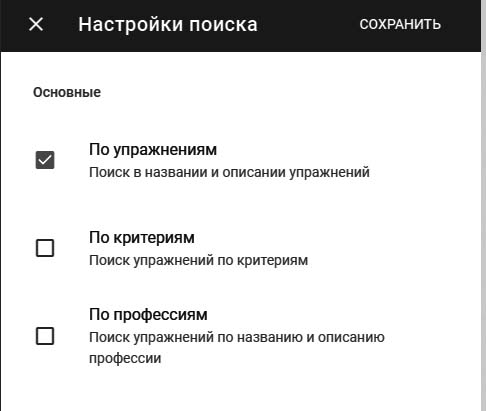 Настройки поиска СОХРАНИТЬ
Основные
По упражнениям
Поиск в названии и описании упражнений
По критериям
Поиск упражнений по критериям
По профессиям
Поиск упражнений по названию и описанию
профессии